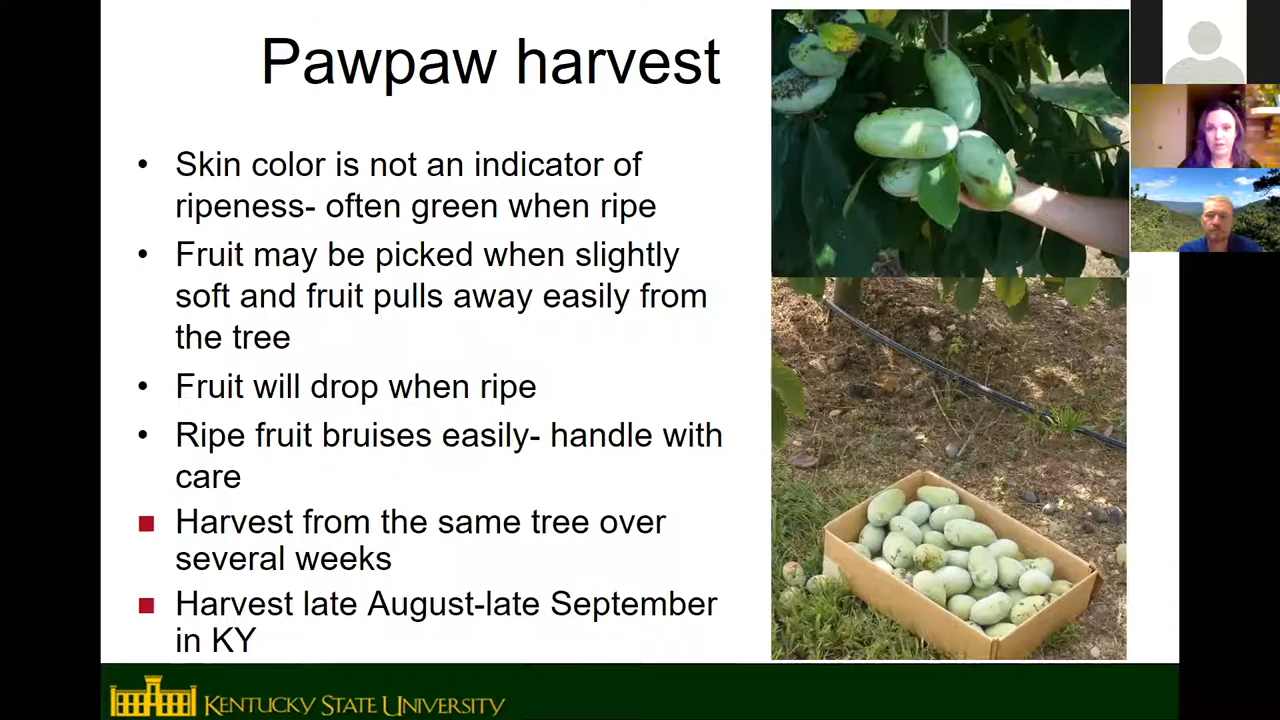 Pawpaw harvest
• Skin color is not an indicator of
ripeness- often green when ripe
• Fruit may be picked when slightly
soft and fruit pulls away easily from
the tree
• Fruit will drop when ripe
• Ripe fruit bruises easily- handle with
care
■ Harvest from the same tree over
several weeks
■ Harvest late August-late September
in KY
KENTUCKY STATE UNIVERSITY